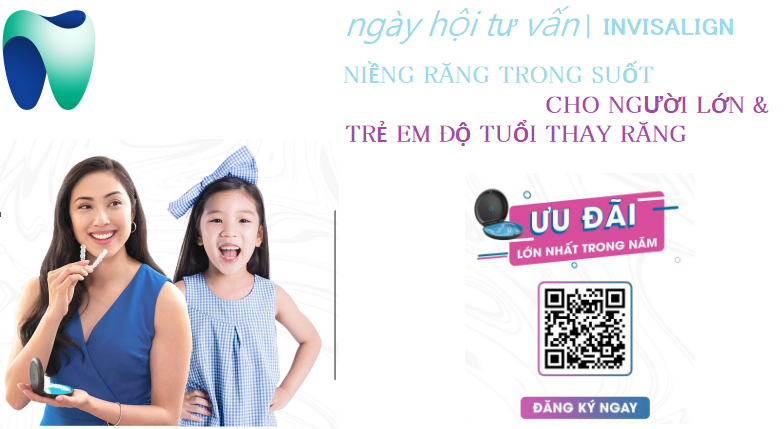 ngày hội tư vấn | INVISALIGN
NIỀNG RĂNG TRONG SUỐT
CHO NGƯỜI LỚN &
TRẺ EM ĐỘ TUỔI THAY RĂNG
ƯU ĐÃI
LỚN NHẤT TRONG NĂM
ĐĂNG KÝ NGAY